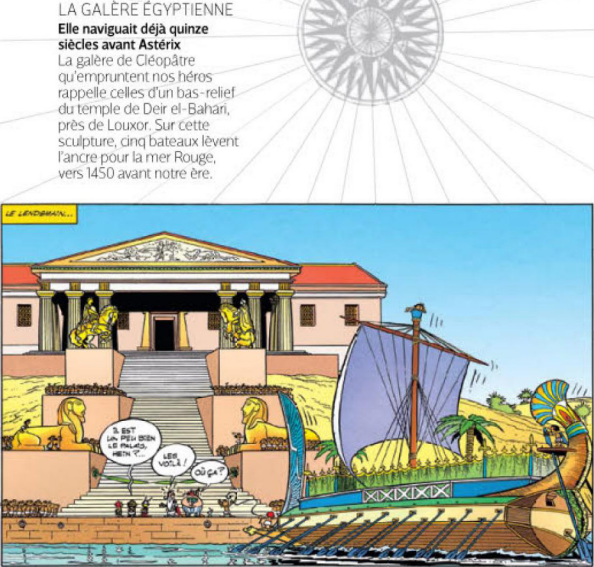 LA GALÈRE ÉGYPTIENNE
Elle naviguait déjà quinze
siècles avant Astérix
La galère de Cléopâtre
qu'empruntent nos héros
rappelle celles d'un bas-relief
du temple de Deir el-Bahari,
près de Louxor. Sur cette
sculpture, cinq bateaux lèvent
l'ancre pour la mer Rouge,
vers 1450 avant notre ère.
LE LENDEMAIN...
IL EST
UN PEU BIEN
LE PALAIS,
HEIN ?...
LES
VOILÀ !
OÙ ÇA ?